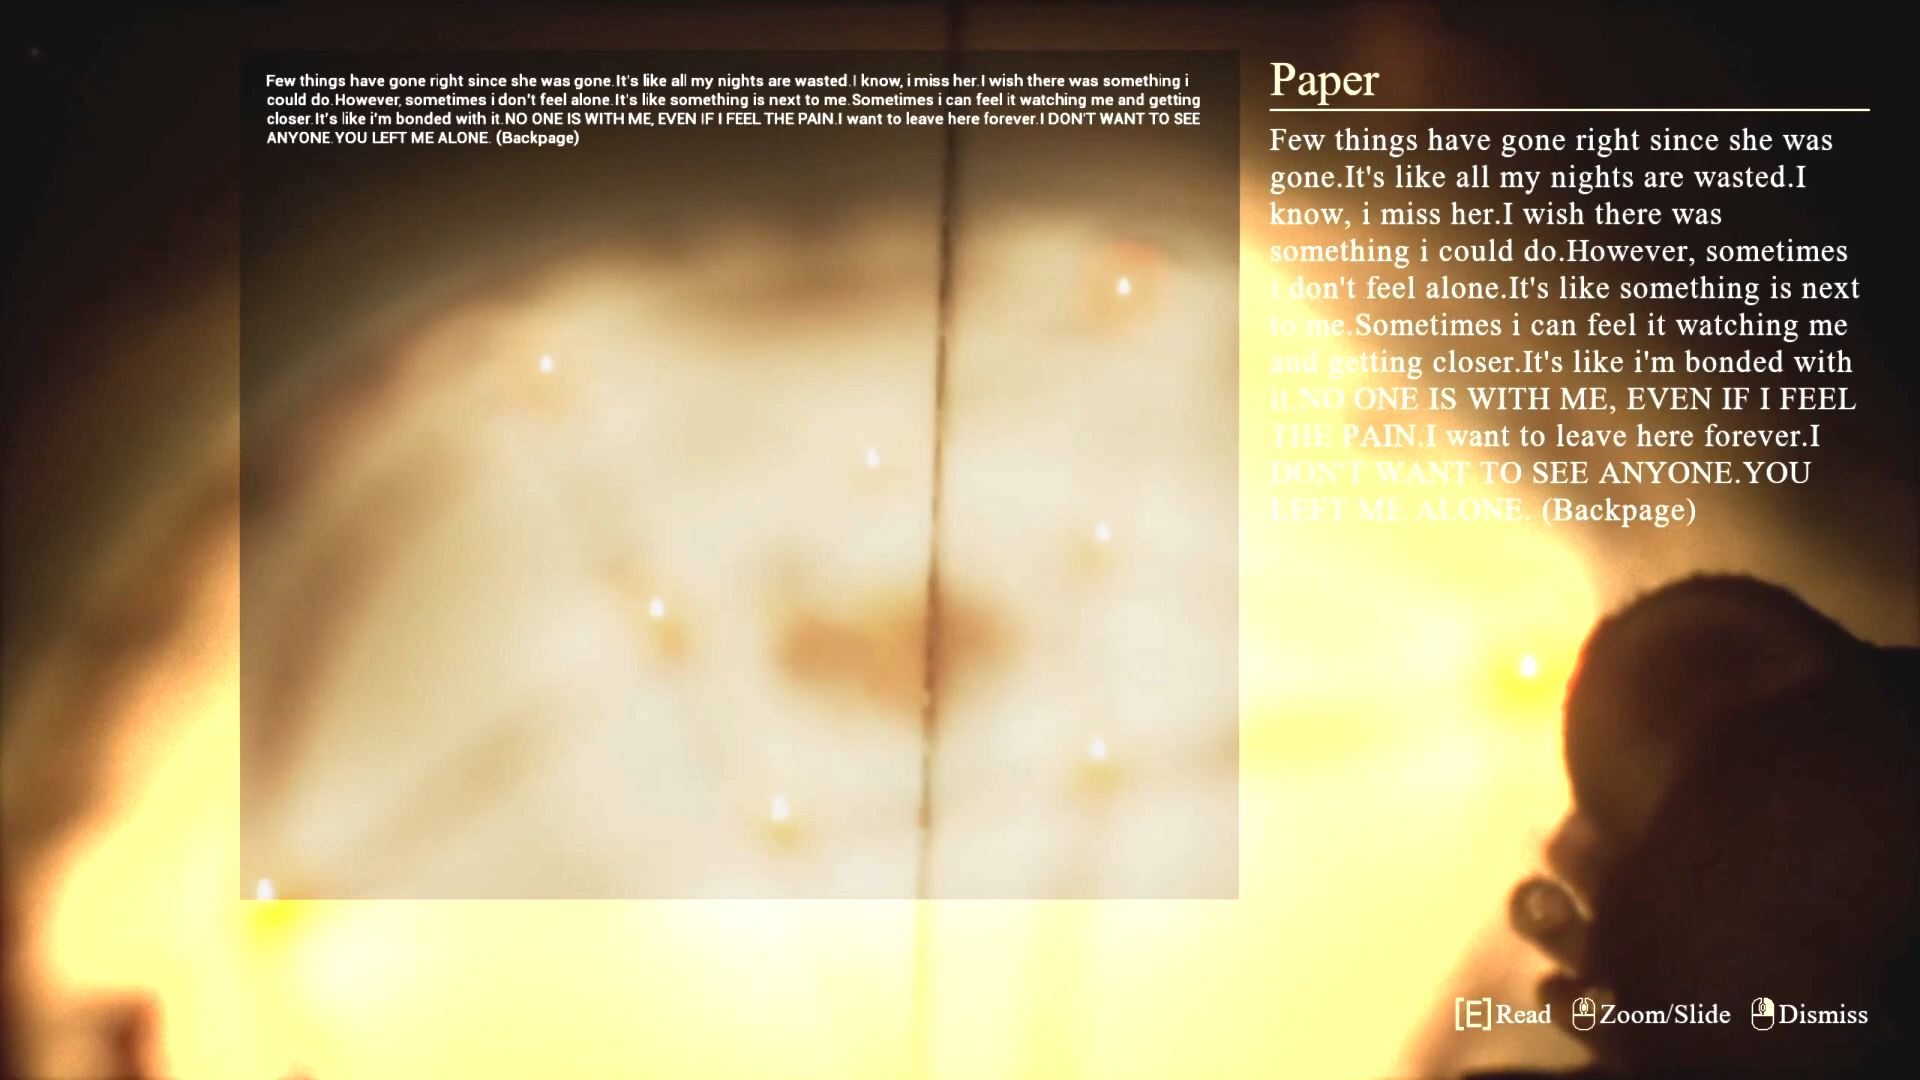 Few things have gone right since she was gone.It's like all my nights are wasted.I know, i miss her.I wish there was something i
could do.However, sometimes i don't feel alone.It's like something is next to me.Sometimes i can feel it watching me and getting
closer.It's like i'm bonded with it.NO ONE IS WITH ME, EVEN IF I FEEL THE PAIN.I want to leave here forever.I DON'T WANT TO SEE
ANYONE.YOU LEFT ME ALONE. (Backpage)
Paper
Few things have gone right since she was
gone.It's like all my nights are wasted.I
know, i miss her.I wish there was
something i could do.However, sometimes
i don't feel alone.It's like something is next
to me.Sometimes i can feel it watching me
and getting closer.It's like i'm bonded with
it.NO ONE IS WITH ME, EVEN IF I FEEL
THE PAIN.I want to leave here forever.I
DON'T WANT TO SEE ANYONE.YOU
LEFT ME ALONE. (Backpage)
[E]Read Zoom/Slide Dismiss